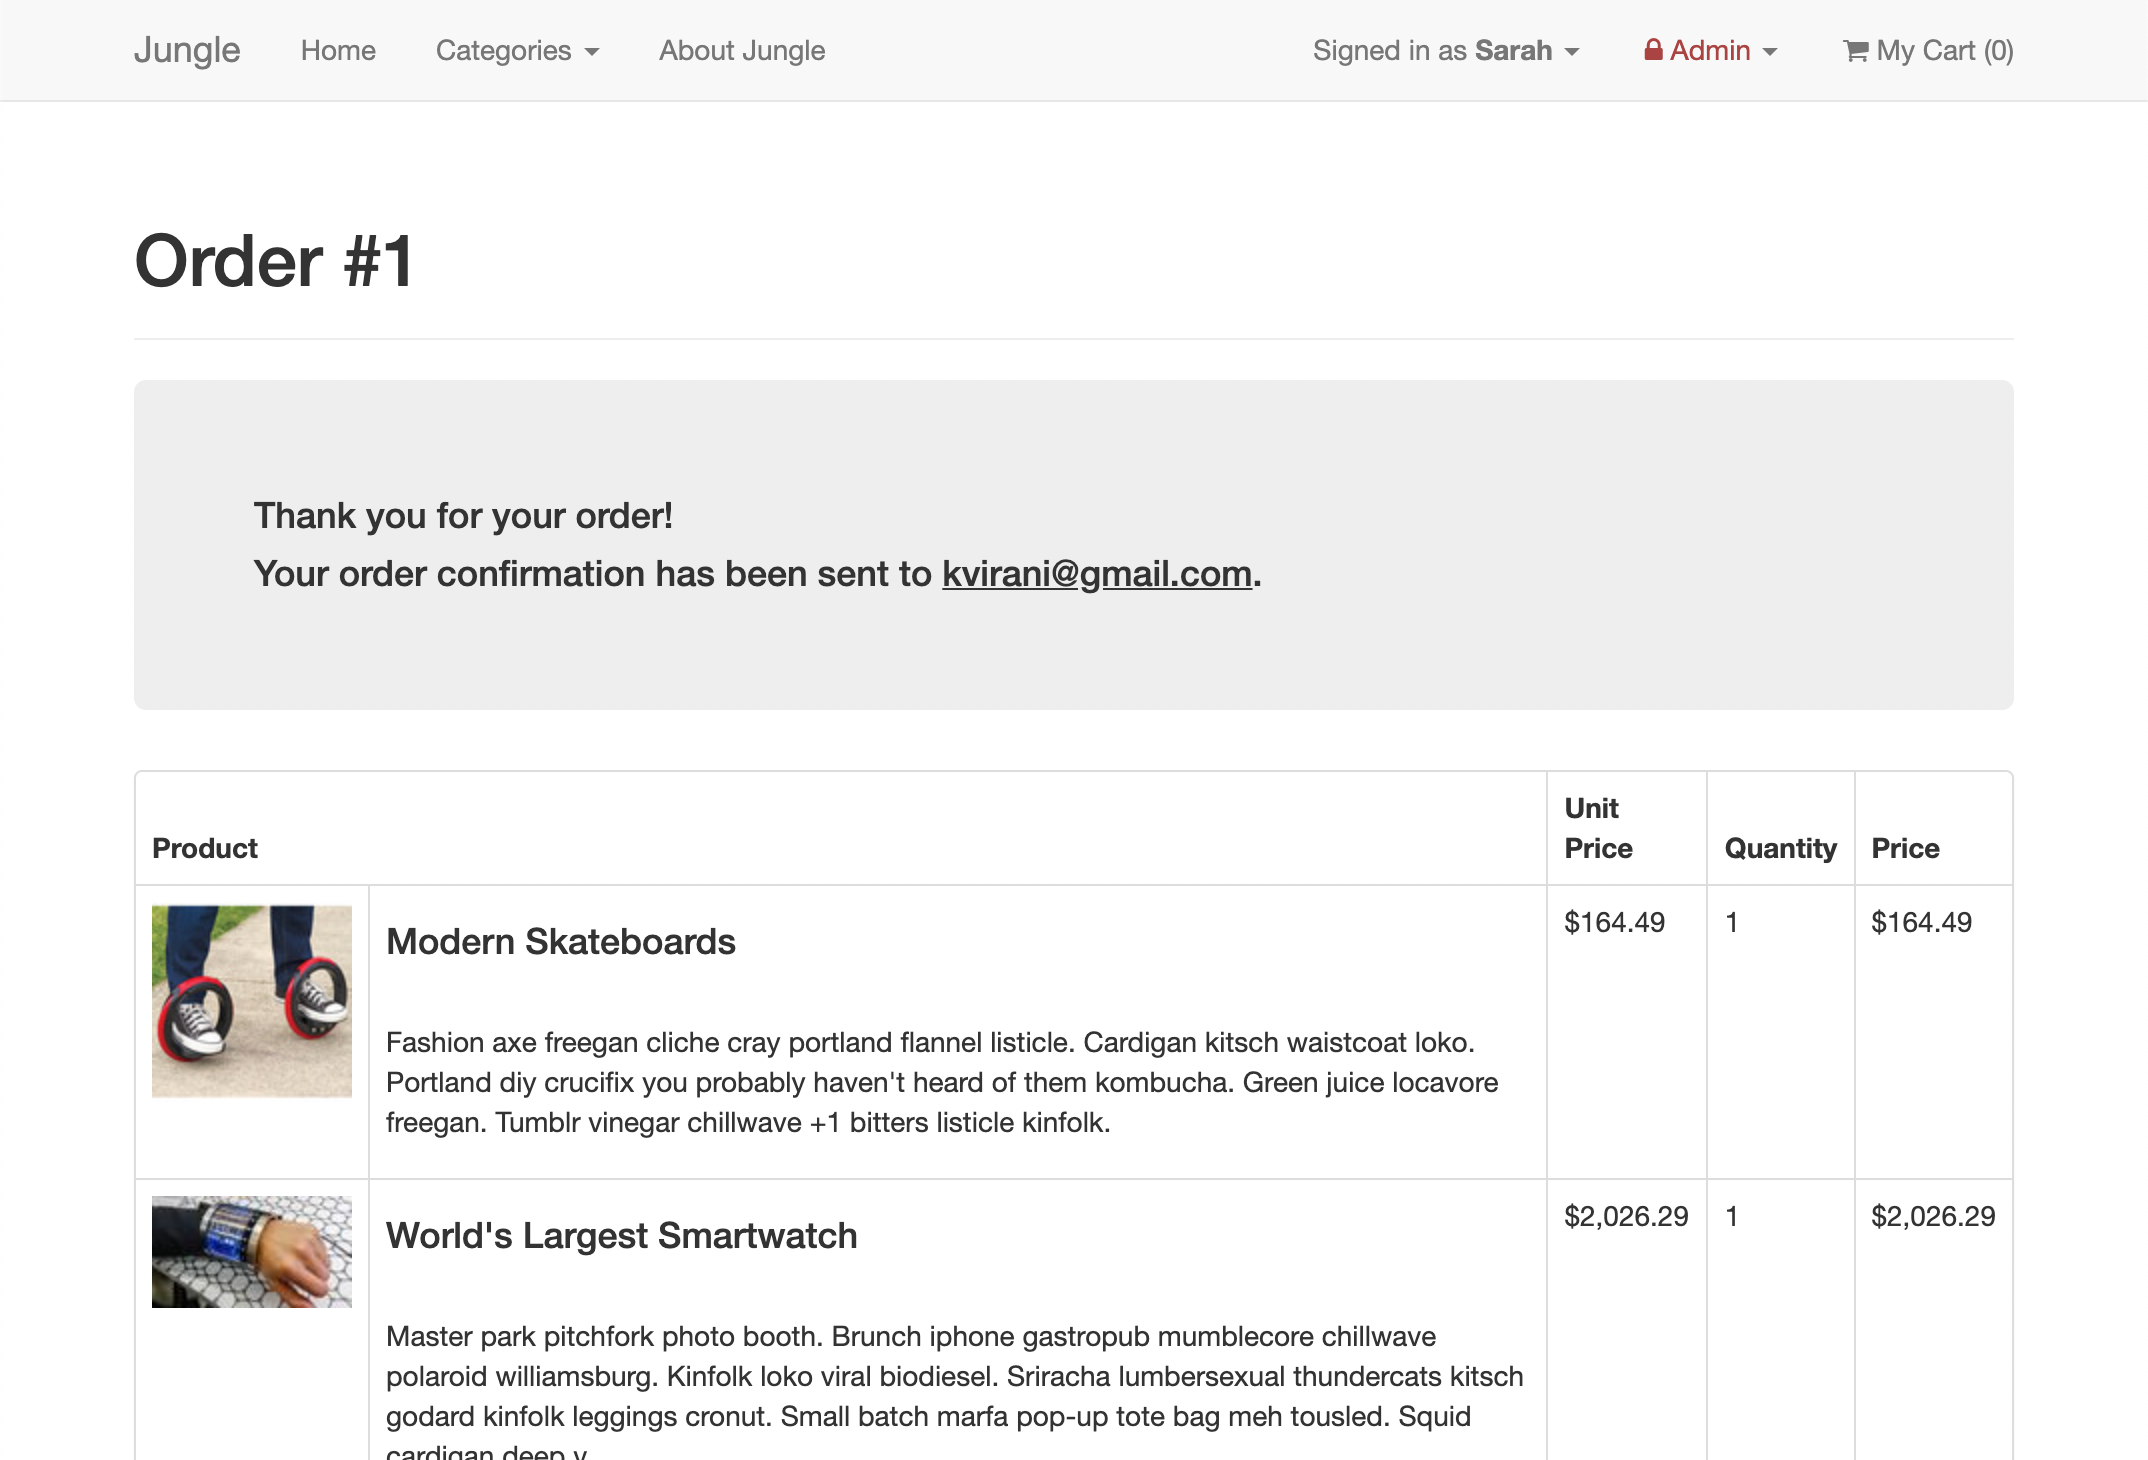 Jungle Home Categories About Jungle Signed in as Sarah Admin My Cart (0)
Order #1
Thank you for your order!
Your order confirmation has been sent to kvirani@gmail.com.
Product Unit Price Quantity Price
Modern Skateboards $164.49 1 $164.49
Fashion axe freegan cliche cray portland flannel listicle. Cardigan kitsch waistcoat loko.
Portland diy crucifix you probably haven't heard of them kombucha. Green juice locavore
freegan. Tumblr vinegar chillwave +1 bitters listicle kinfolk.
World's Largest Smartwatch $2,026.29 1 $2,026.29
Master park pitchfork photo booth. Brunch iphone gastropub mumblecore chillwave
polaroid williamsburg. Kinfolk loko viral biodiesel. Sriracha lumbersexual thundercats kitsch
godard kinfolk leggings cronut. Small batch marfa pop-up tote bag meh tousled. Squid
cardigan deep v